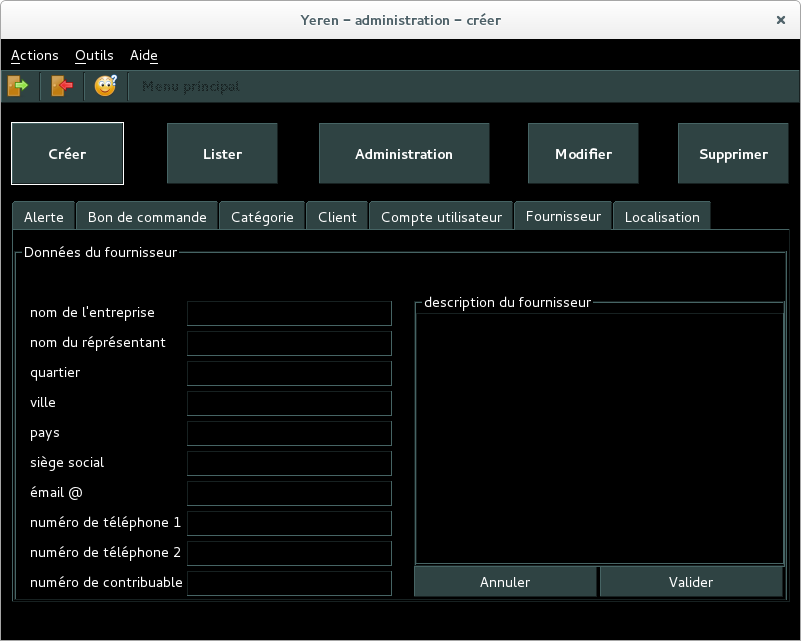 Yeren – administration – créer
Actions Outils Aide
Menu principal
Créer Lister Administration Modifier Supprimer
Alerte Bon de commande Catégorie Client Compte utilisateur Fournisseur Localisation
Données du fournisseur
nom de l'entreprise
nom du réprésentant
quartier
ville
pays
siège social
émail @
numéro de téléphone 1
numéro de téléphone 2
numéro de contribuable
description du fournisseur
Annuler Valider